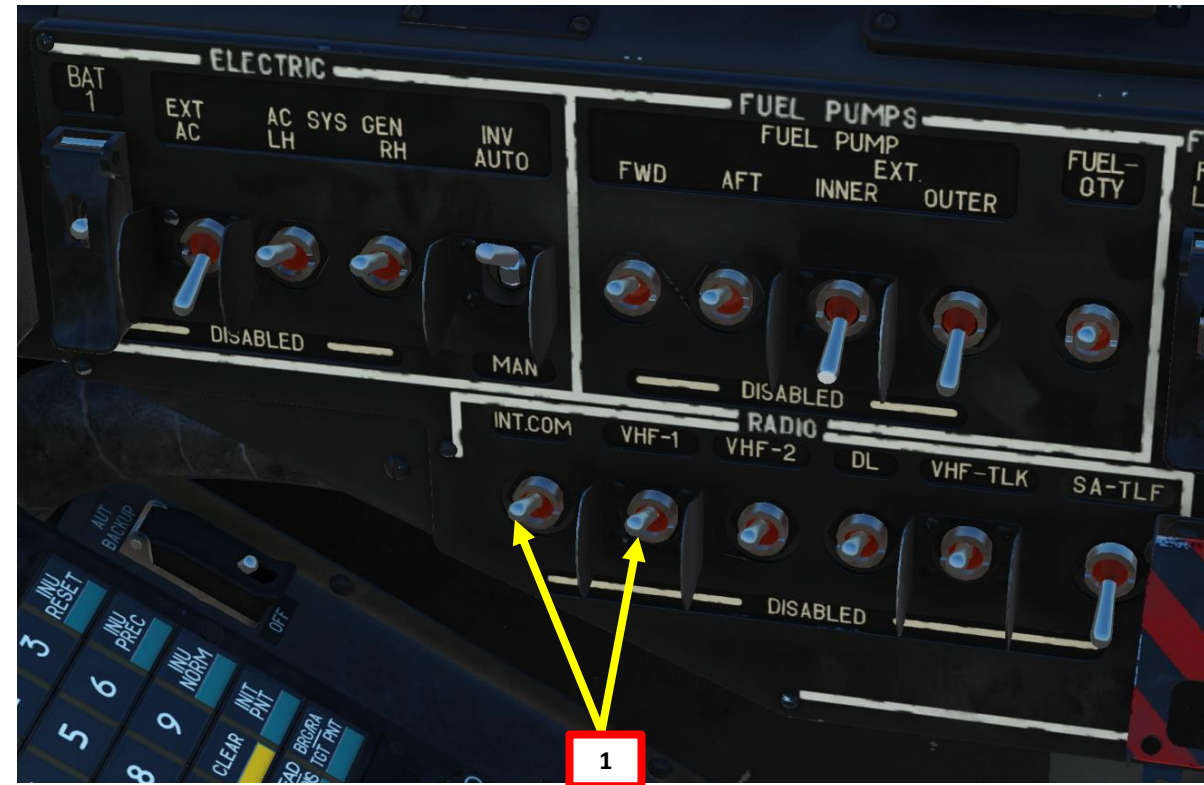 ELECTRIC
BAT
1
EXT
AC
AC SYS GEN
LH RH
INV
AUTO
DISABLED
MAN
FUEL PUMPS
FUEL PUMP
FWD
AFT
EXT.
INNER
OUTER
FUEL-
QTY
DISABLED
RADIO
INT.COM
VHF-1
VHF-2
DL
VHF-TLK
SA-TLF
DISABLED
AUT
BACKUP
OFF
INU
RESET
3
INU
PREC
6
5
INU
NORM
9
8
INIT
PNT
CLEAR
BRG/RA
TGT PNT
1